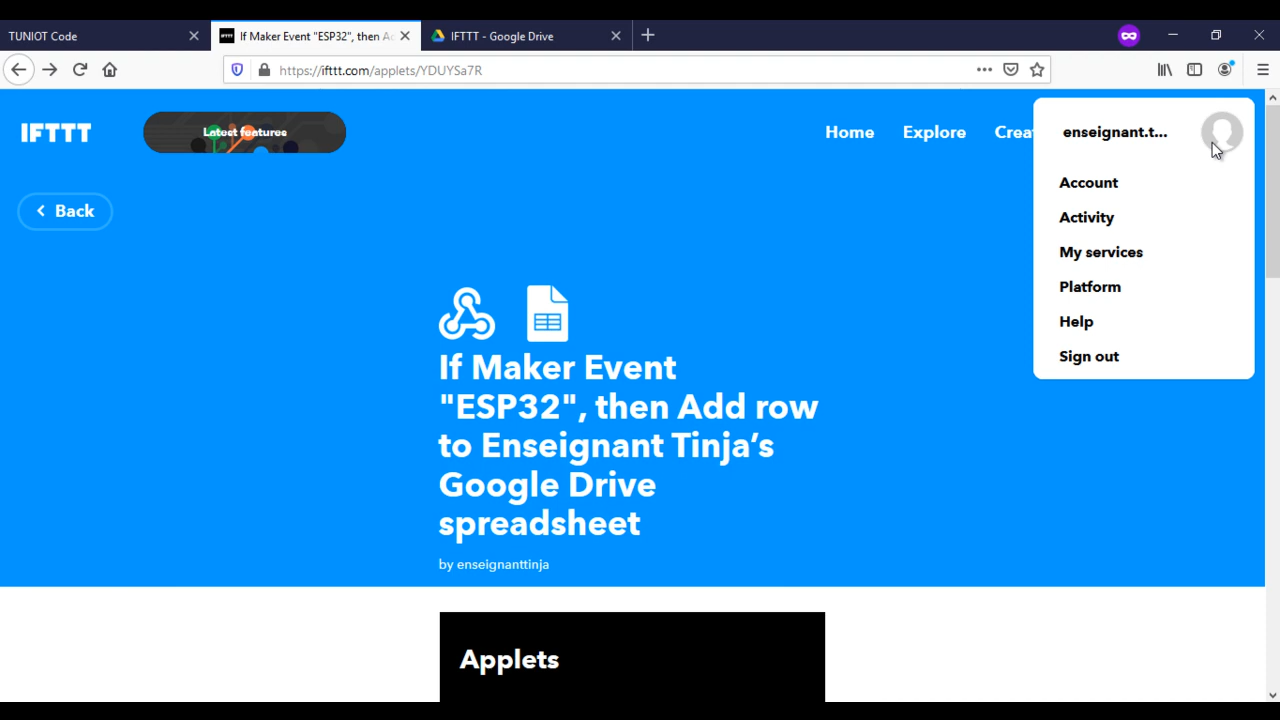 TUNIOT Code
If Maker Event "ESP32", then A
IFTTT - Google Drive
https://ifttt.com/applets/YDUYSa7R
IFTTT
Latest features
Home
Explore
Crea
enseignant.t...
Back
Account
Activity
My services
Platform
Help
Sign out
If Maker Event
"ESP32", then Add row
to Enseignant Tinja's
Google Drive
spreadsheet
by enseignanttinja
Applets